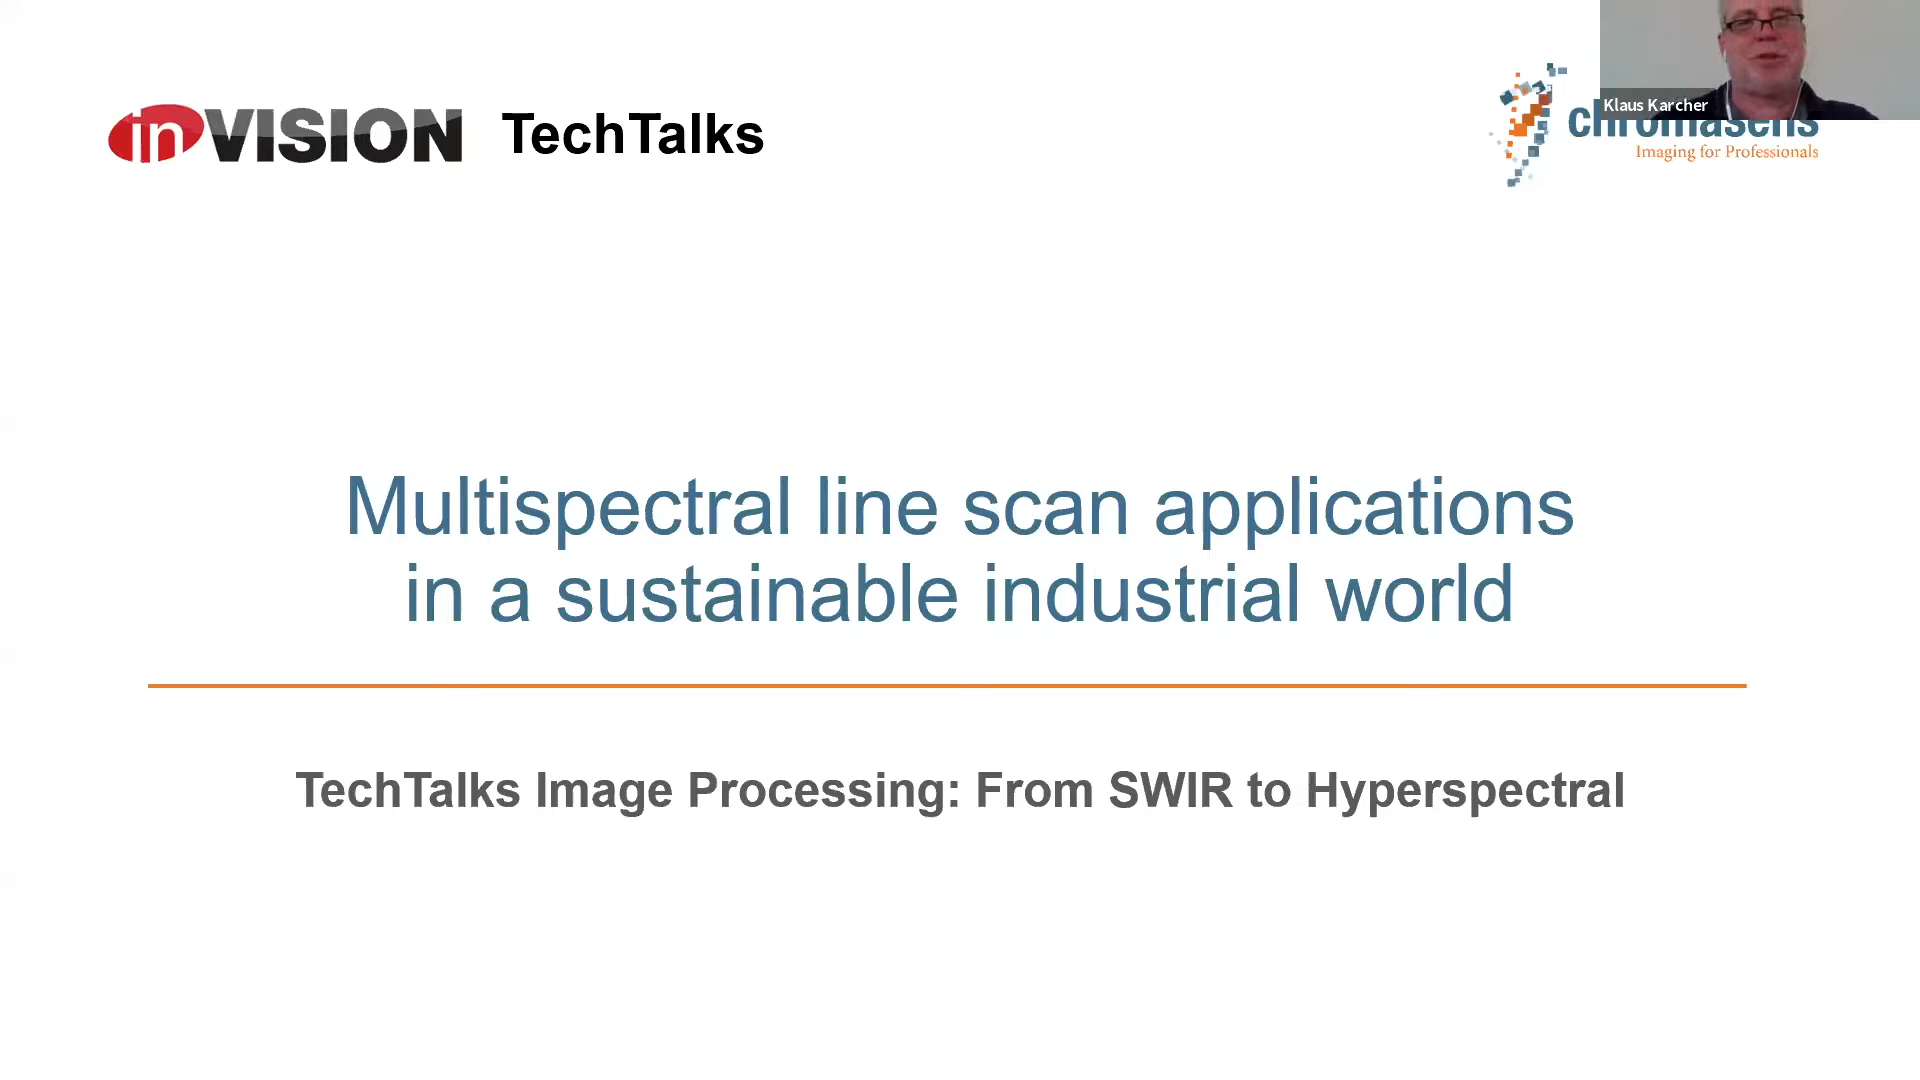 inVISION TechTalks
Klaus Karcher
chromasens
Imaging for Professionals
Multispectral line scan applications
in a sustainable industrial world
TechTalks Image Processing: From SWIR to Hyperspectral